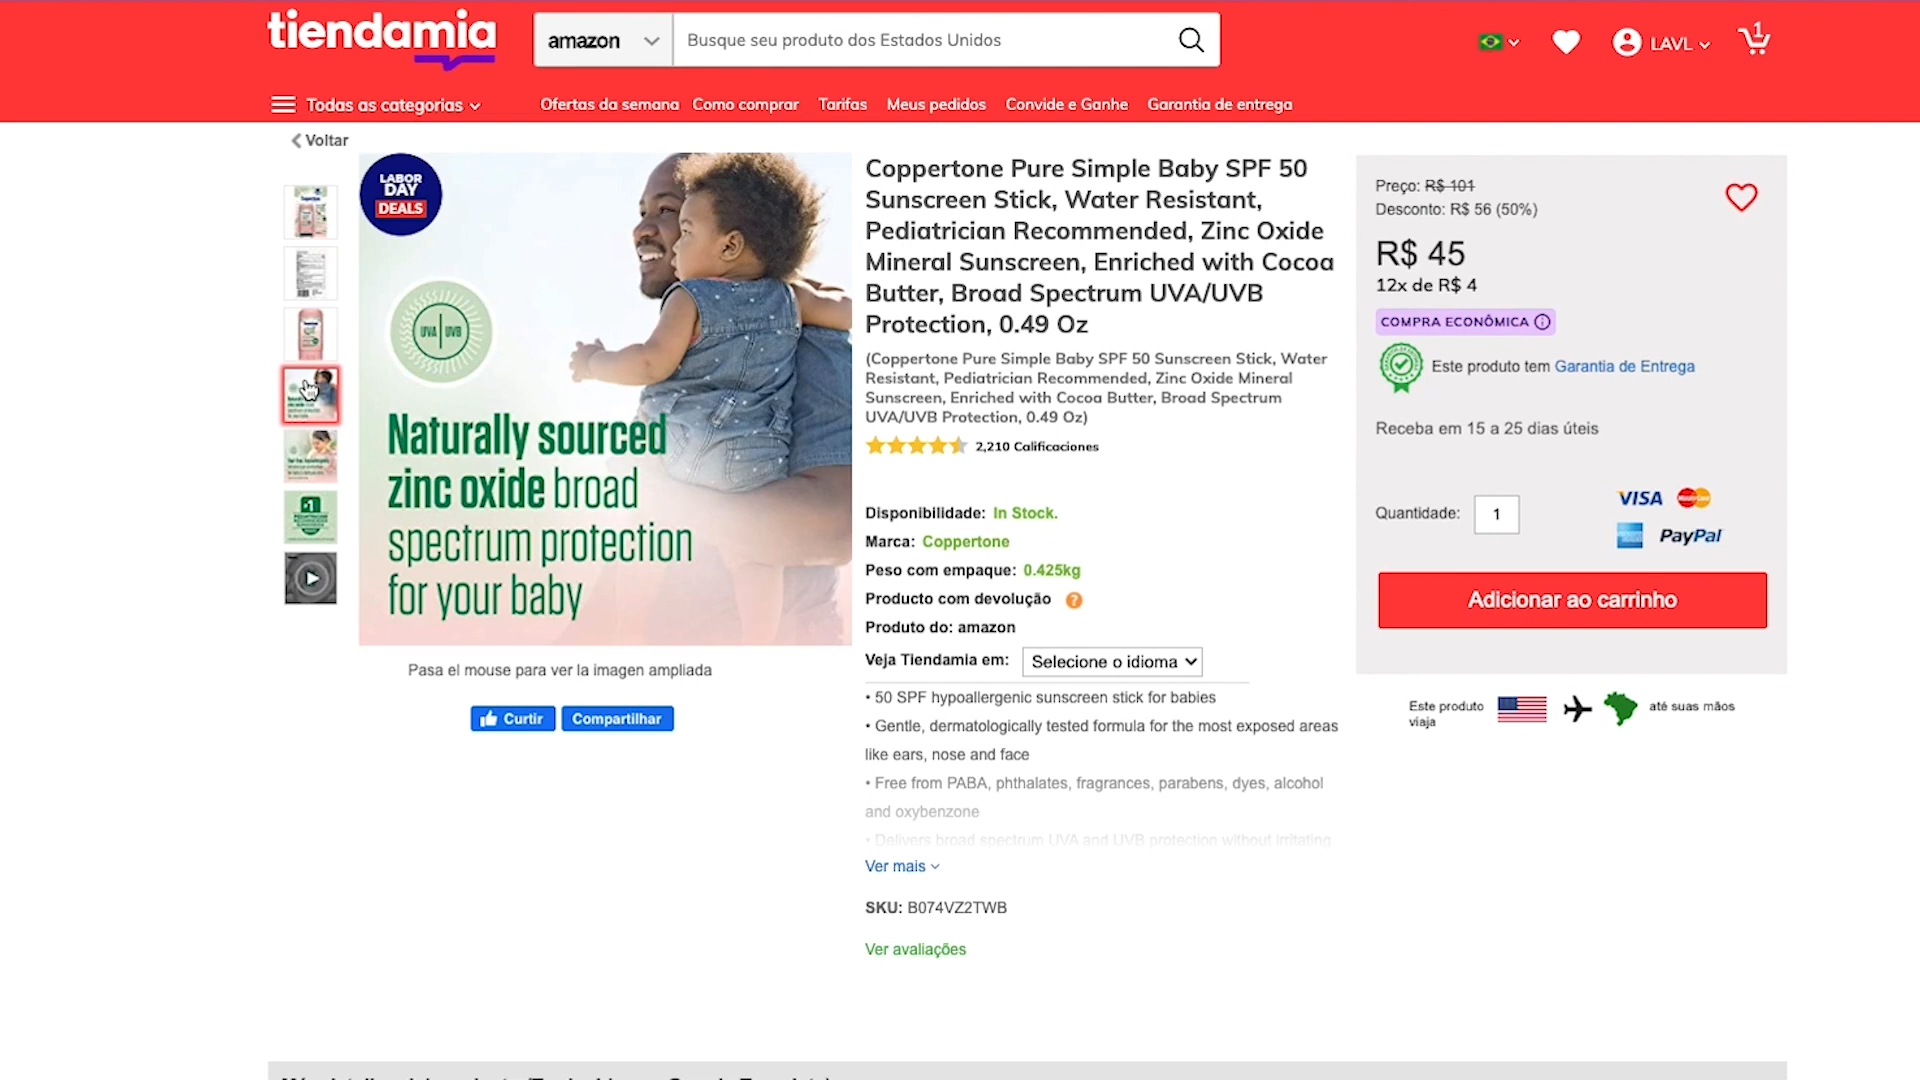 tiendamia
amazon
Busque seu produto dos Estados Unidos
LAVL
1
Todas as categorias
Ofertas da semana
Como comprar
Tarifas
Meus pedidos
Convide e Ganhe
Garantia de entrega
Voltar
LABOR
DAY
DEALS
UVA UVB
Naturally sourced
zinc oxide broad
spectrum protection
for your baby
Pasa el mouse para ver la imagen ampliada
Curtir
Compartilhar
Coppertone Pure Simple Baby SPF 50
Sunscreen Stick, Water Resistant,
Pediatrician Recommended, Zinc Oxide
Mineral Sunscreen, Enriched with Cocoa
Butter, Broad Spectrum UVA/UVB
Protection, 0.49 Oz
(Coppertone Pure Simple Baby SPF 50 Sunscreen Stick, Water
Resistant, Pediatrician Recommended, Zinc Oxide Mineral
Sunscreen, Enriched with Cocoa Butter, Broad Spectrum
UVA/UVB Protection, 0.49 Oz)
2,210 Calificaciones
Disponibilidade: In Stock.
Marca: Coppertone
Peso com empaque: 0.425kg
Producto com devolução ?
Produto do: amazon
Veja Tiendamia em: Selecione o idioma
• 50 SPF hypoallergenic sunscreen stick for babies
• Gentle, dermatologically tested formula for the most exposed areas
like ears, nose and face
• Free from PABA, phthalates, fragrances, parabens, dyes, alcohol
and oxybenzone
• Delivers broad spectrum UVA and UVB protection without irritating
Ver mais
SKU: B074VZ2TWB
Ver avaliações
Preço: R$ 101
Desconto: R$ 56 (50%)
R$ 45
12x de R$ 4
COMPRA ECONÔMICA
Este produto tem Garantia de Entrega
Receba em 15 a 25 dias úteis
Quantidade: 1
VISA
MasterCard
PayPal
Adicionar ao carrinho
Este produto
viaja
até suas mãos